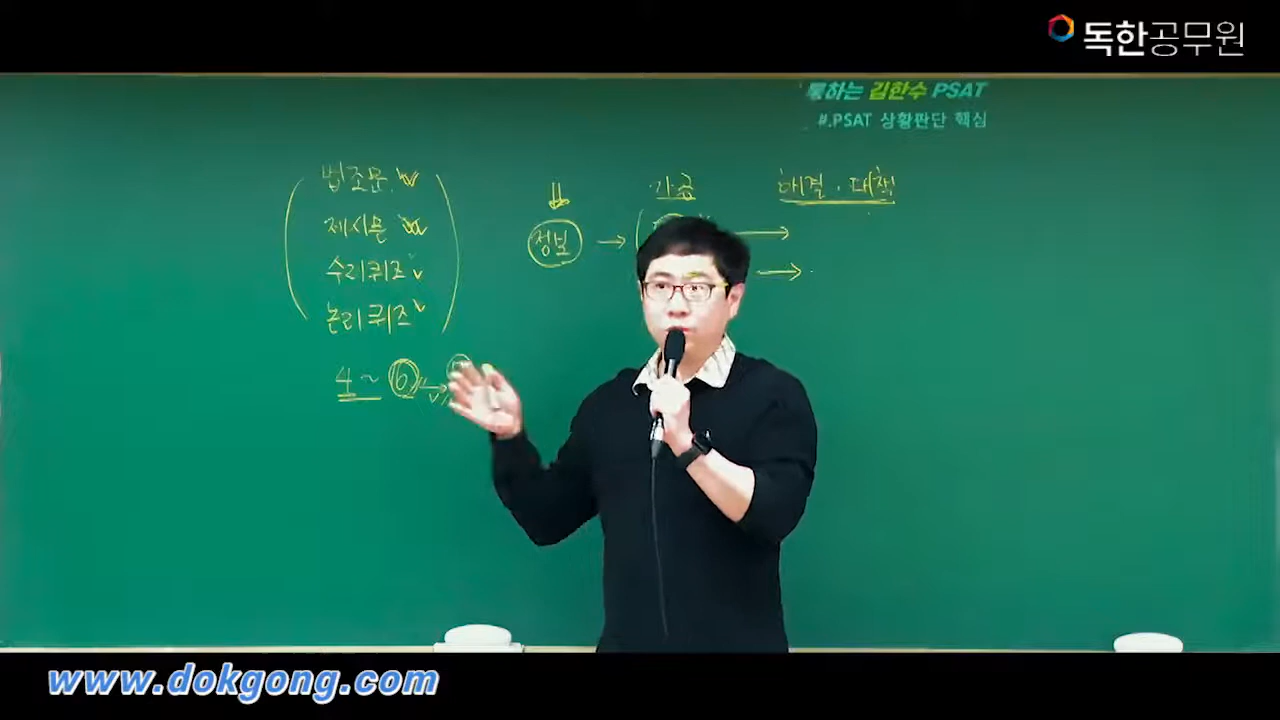 독한공무원
통하는 김한수 PSAT
#.PSAT 상황판단 핵심
법조문
제시문
수리퀴즈
논리퀴즈
4 ~ 6
정보 →
가공
해결 · 대책
www.dokgong.com